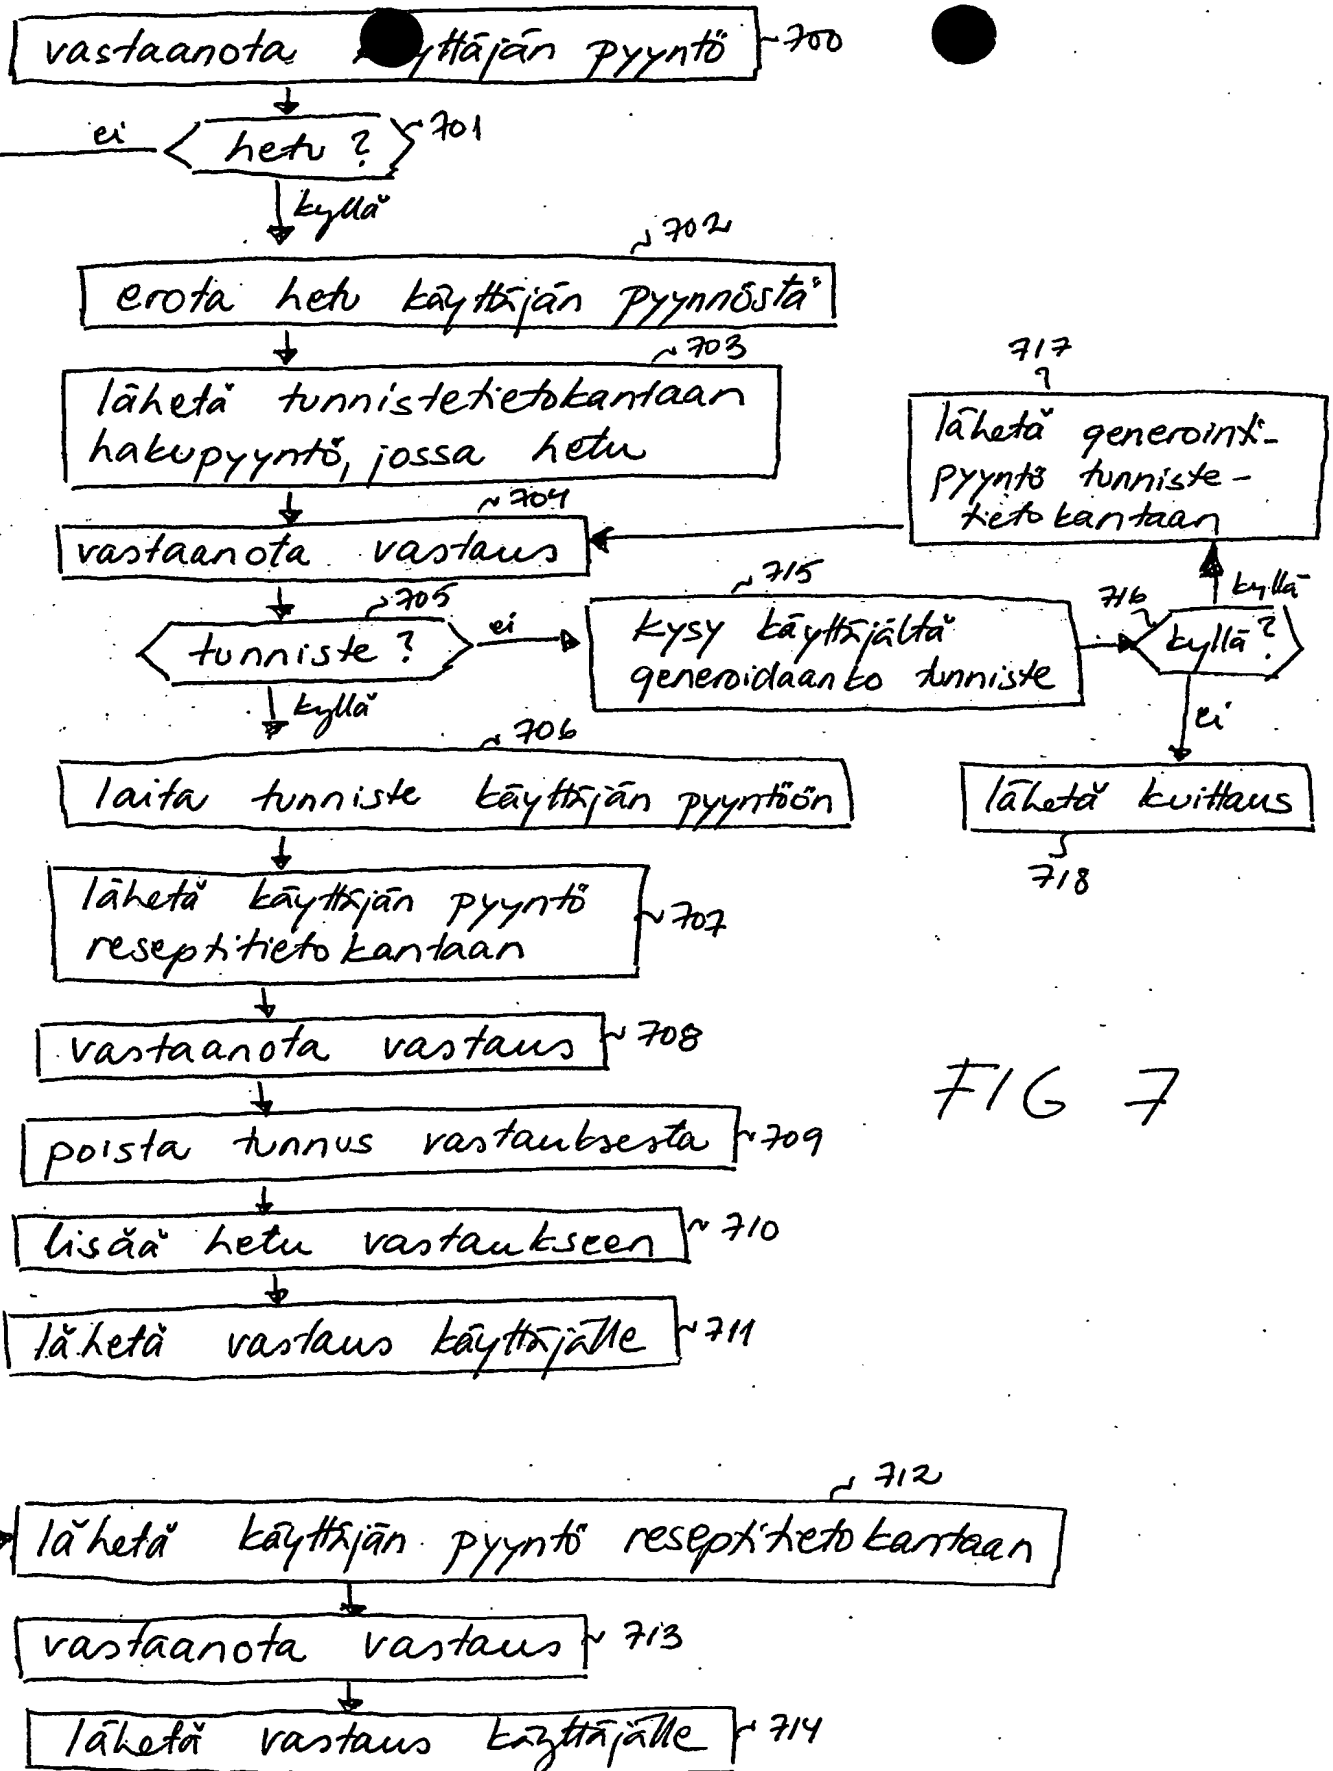 vastaanota käyttäjän pyyntö 700
ei hetu ? 701
kyllä
702
erota hetu käyttäjän pyynnöstä
703
lähetä tunnistetietokantaan
hakupyyntö, jossa hetu
704
vastaanota vastaus
705
tunniste ? ei
kyllä
715
kysy käyttäjältä
generoidaanko tunniste
716
kyllä ?
kyllä
717
lähetä generointi-
pyyntö tunniste-
tietokantaan
ei
lähetä kuittaus
718
706
laita tunniste käyttäjän pyyntöön
lähetä käyttäjän pyyntö
reseptitietokantaan
707
vastaanota vastaus 708
FIG 7
poista tunnus vastauksesta 709
lisää hetu vastaukseen 710
lähetä vastaus käyttäjälle 711
712
lähetä käyttäjän pyyntö reseptitietokantaan
vastaanota vastaus 713
lähetä vastaus käyttäjälle 714